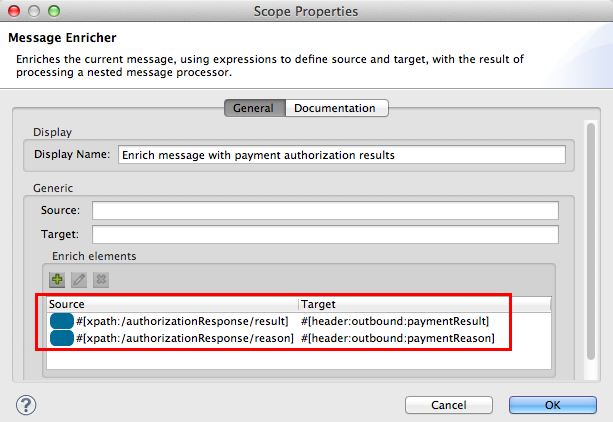 Scope Properties
Message Enricher
Enriches the current message, using expressions to define source and target, with the result of
processing a nested message processor.
General Documentation
Display
Display Name: Enrich message with payment authorization results
Generic
Source:
Target:
Enrich elements
Source Target
#[xpath:/authorizationResponse/result] #[header:outbound:paymentResult]
#[xpath:/authorizationResponse/reason] #[header:outbound:paymentReason]
? Cancel OK